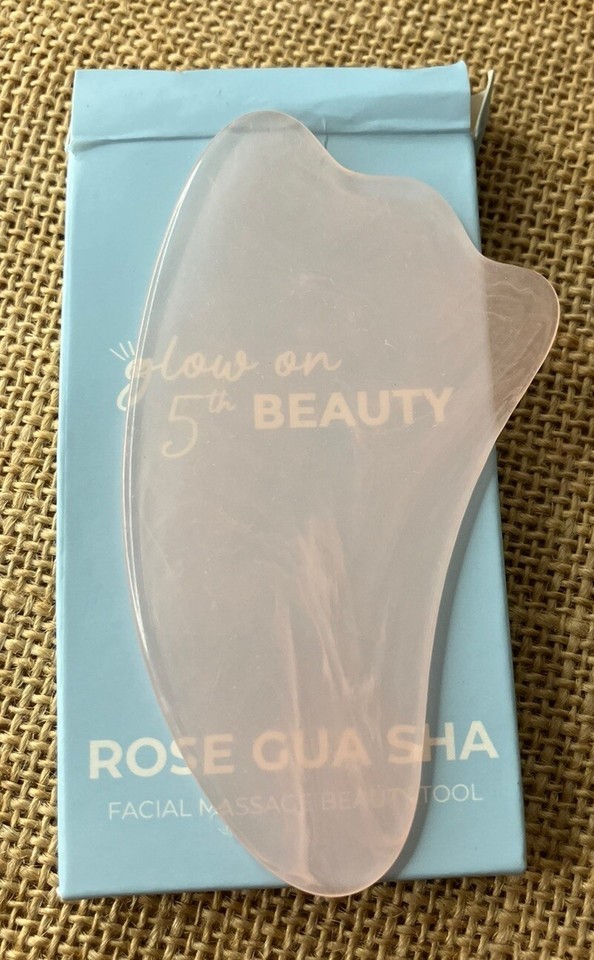 glow on
5th BEAUTY
ROSE GUA SHA
FACIAL MASSAGE BEAUTY TOOL